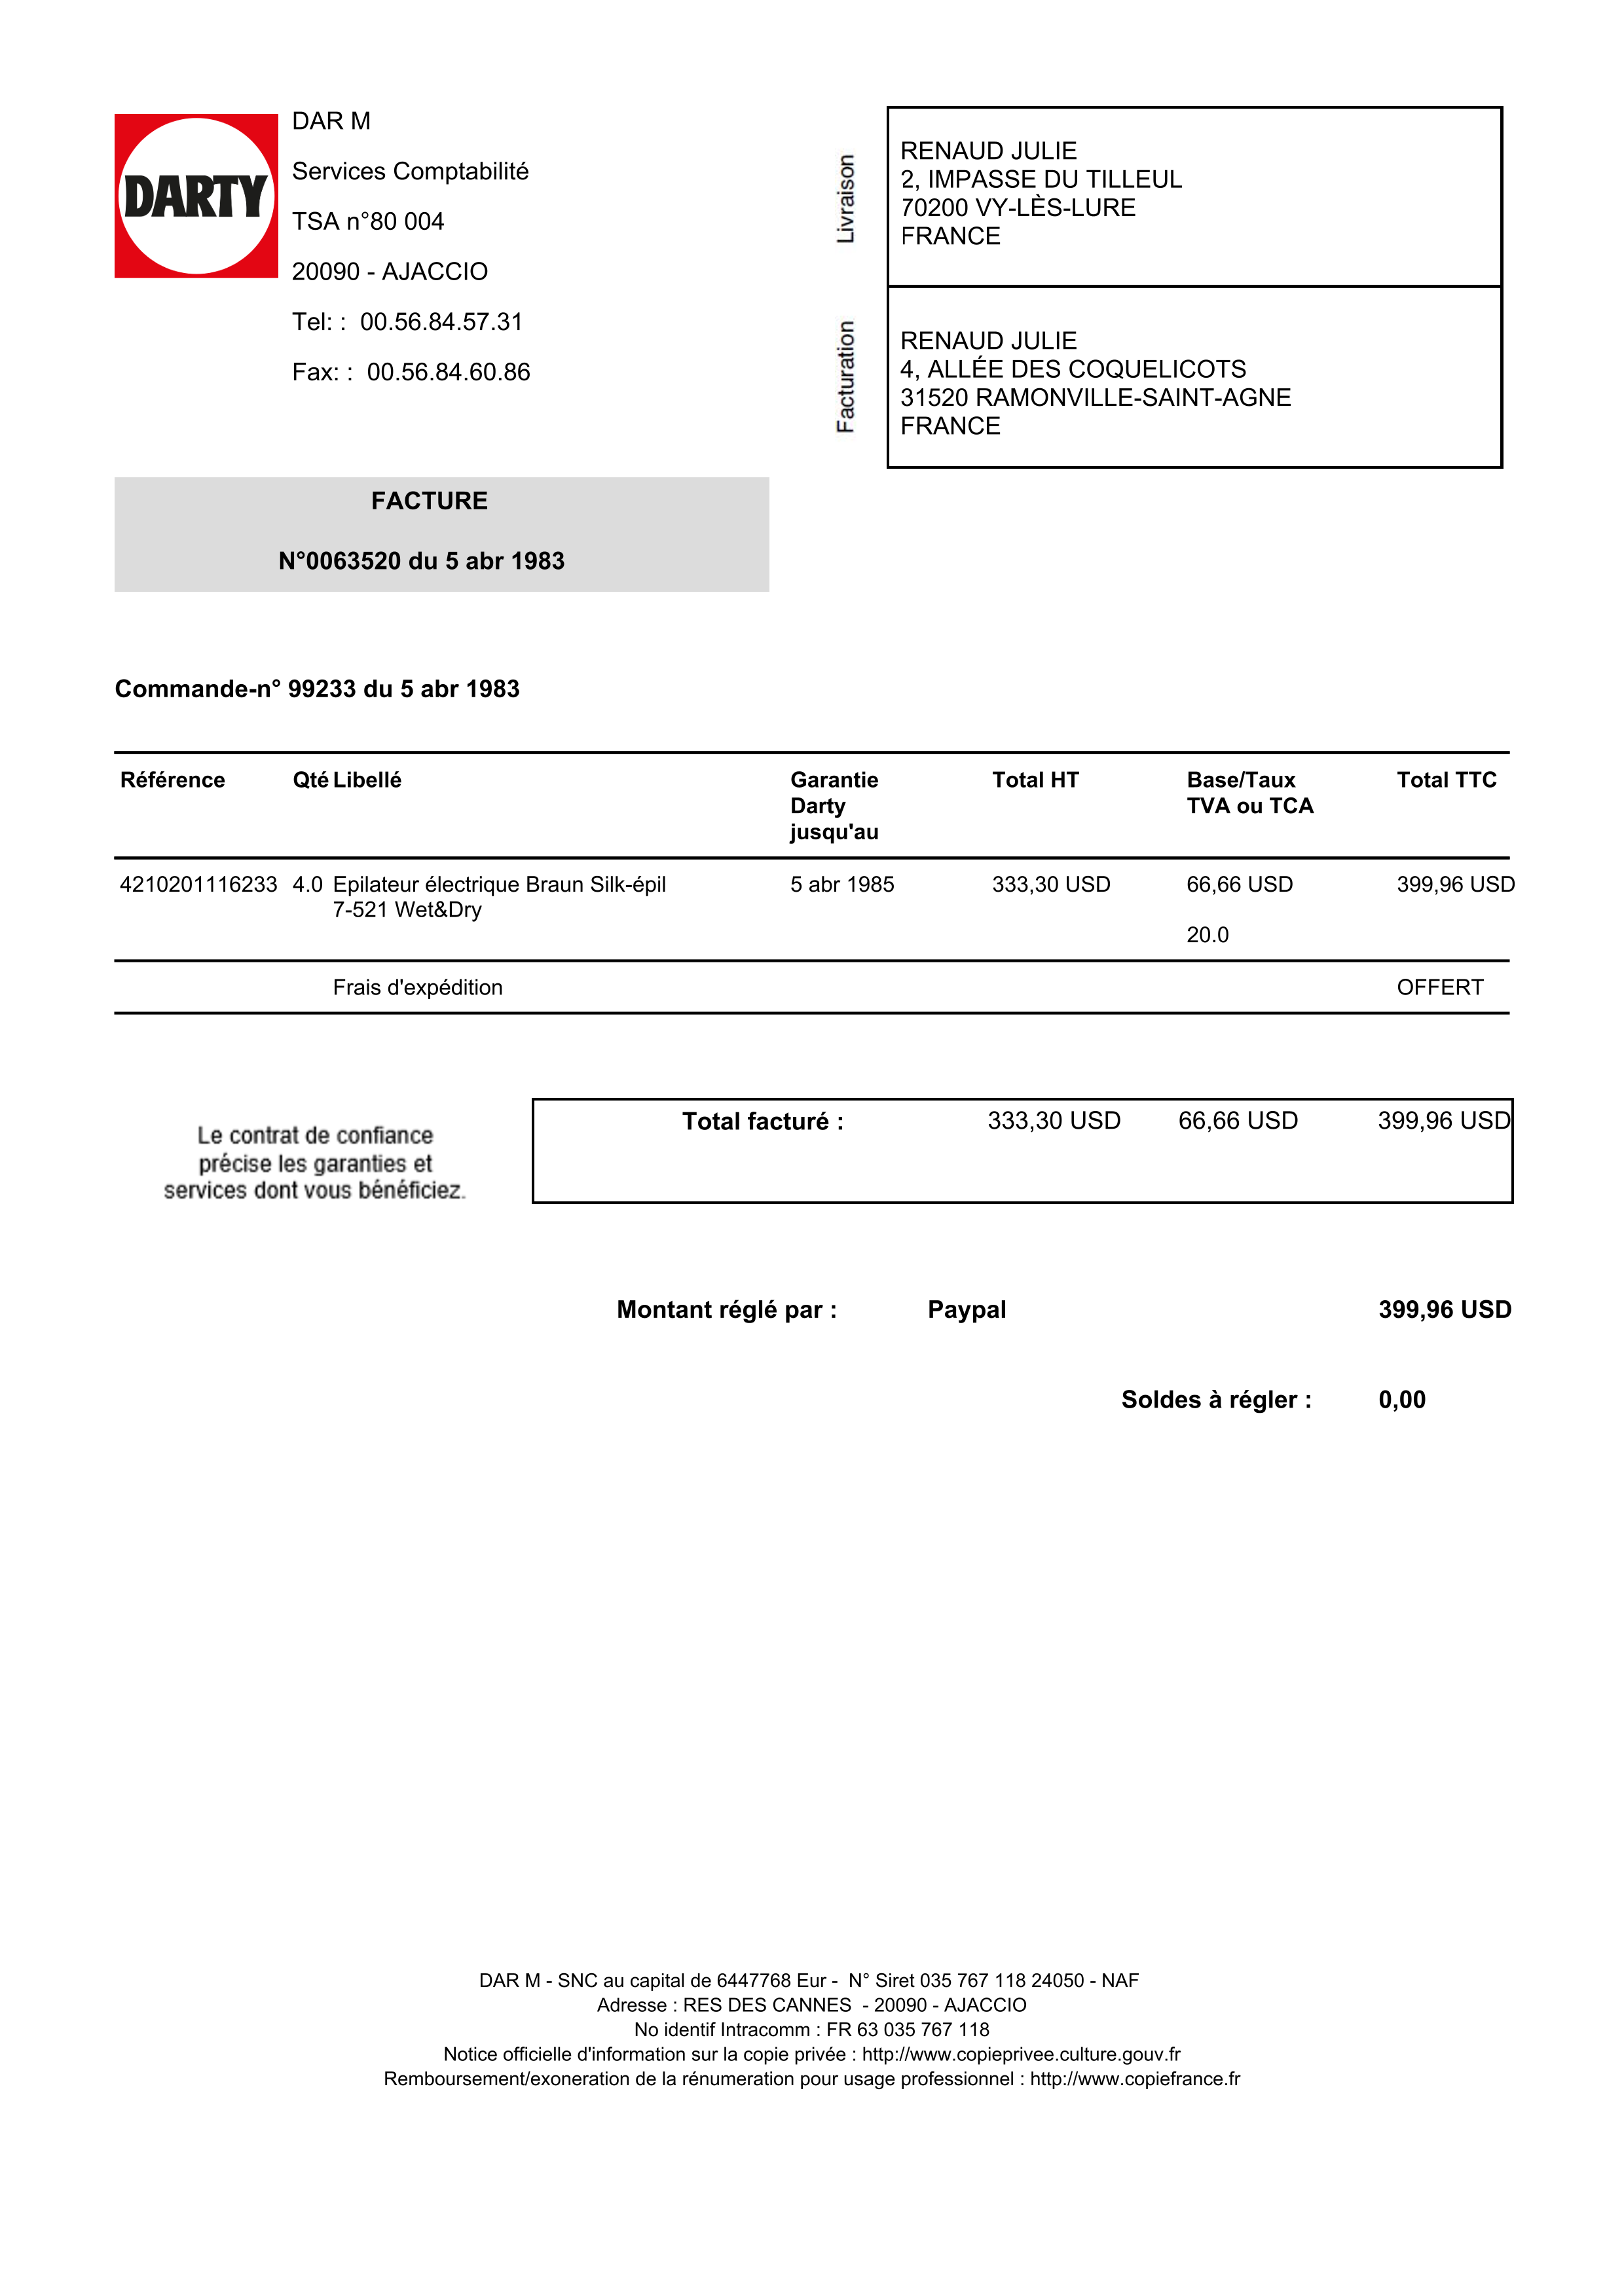 DARTY
DAR M
Services Comptabilité
TSA n°80 004
20090 - AJACCIO
Tel: :  00.56.84.57.31
Fax: :  00.56.84.60.86
Livraison
RENAUD JULIE
2, IMPASSE DU TILLEUL
70200 VY-LÈS-LURE
FRANCE
Facturation
RENAUD JULIE
4, ALLÉE DES COQUELICOTS
31520 RAMONVILLE-SAINT-AGNE
FRANCE
FACTURE
N°0063520 du 5 abr 1983
Commande-n° 99233 du 5 abr 1983
Référence Qté Libellé Garantie Total HT Base/Taux Total TTC
Darty TVA ou TCA
jusqu'au
4210201116233 4.0 Epilateur électrique Braun Silk-épil 5 abr 1985 333,30 USD 66,66 USD 399,96 USD
7-521 Wet&Dry
20.0
Frais d'expédition OFFERT
Le contrat de confiance
précise les garanties et
services dont vous bénéficiez.
Total facturé : 333,30 USD 66,66 USD 399,96 USD
Montant réglé par : Paypal 399,96 USD
Soldes à régler : 0,00
DAR M - SNC au capital de 6447768 Eur -  N° Siret 035 767 118 24050 - NAF
Adresse : RES DES CANNES  - 20090 - AJACCIO
No identif Intracomm : FR 63 035 767 118
Notice officielle d'information sur la copie privée : http://www.copieprivee.culture.gouv.fr
Remboursement/exoneration de la rénumeration pour usage professionnel : http://www.copiefrance.fr